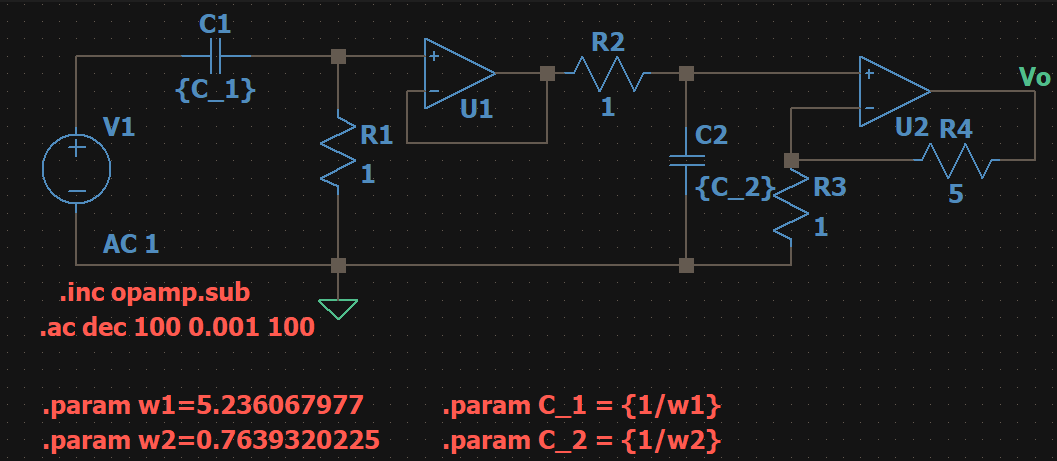 C1
{C_1}
V1
AC 1
R1
1
+
−
U1
R2
1
C2
{C_2}
+
−
U2
R4
5
R3
1
Vo
+
−
.inc opamp.sub
.ac dec 100 0.001 100
.param w1=5.236067977
.param C_1 = {1/w1}
.param w2=0.7639320225
.param C_2 = {1/w2}